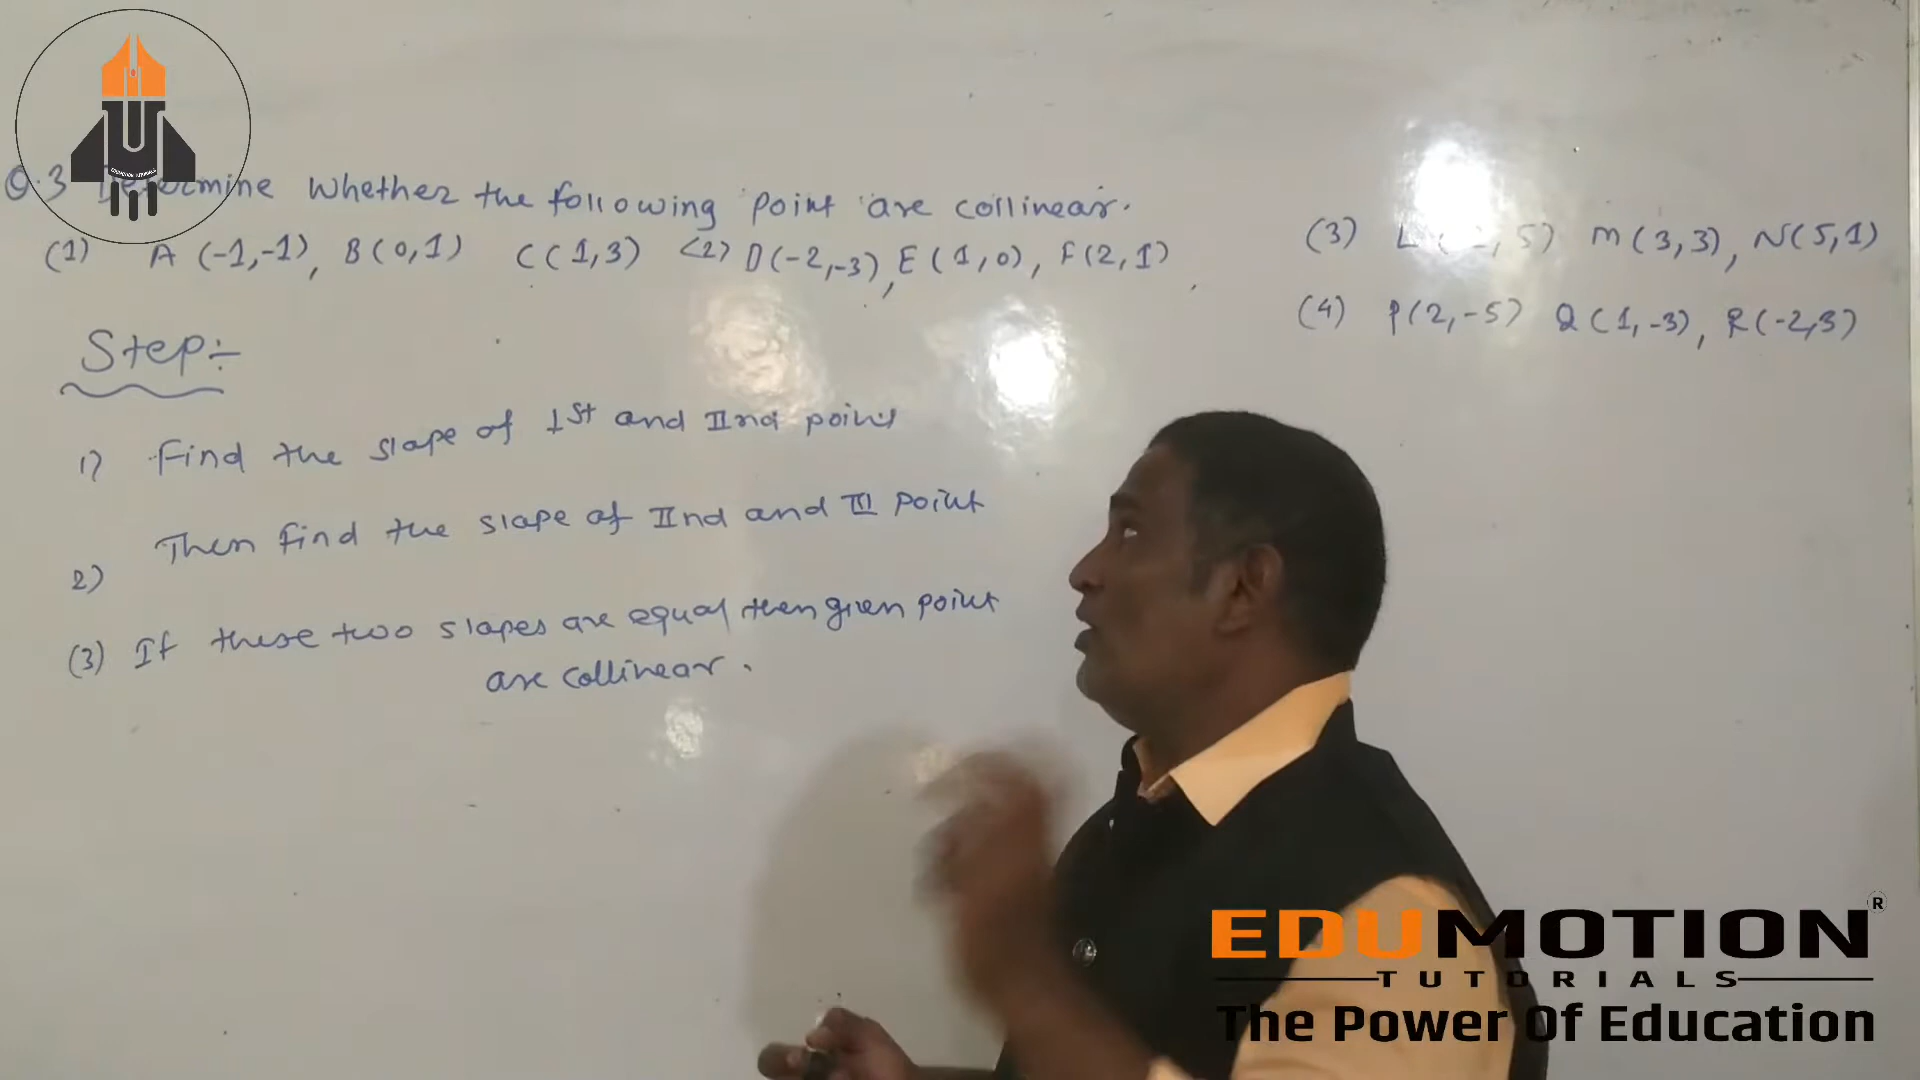 Q.3 Determine whether the following point are collinear.
(1) A (-1,-1), B(0,1) C(1,3) (2) D(-2,-3), E(1,0), F(2,1)
(3) L( ,5) M(3,3), N(5,1)
(4) P(2,-5) Q(1,-3), R(-2,3)
Step:-
1) Find the slope of 1st and IInd point
2) Then find the slope of IInd and III point
(3) If these two slopes are equal then given point
are collinear.
EDUMOTION TUTORIALS
EDUMOTION®
TUTORIALS
The Power Of Education